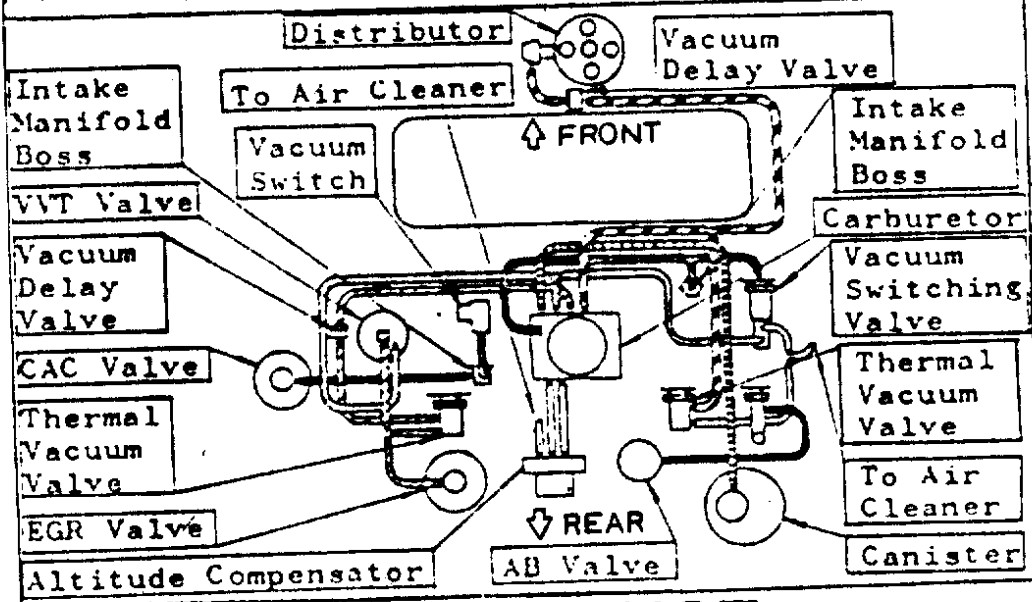 Distributor
Vacuum
Delay Valve
Intake
Manifold
Boss
To Air Cleaner
FRONT
Intake
Manifold
Boss
Vacuum
Switch
VVT Valve
Carburetor
Vacuum
Delay
Valve
Vacuum
Switching
Valve
CAC Valve
Thermal
Vacuum
Valve
Thermal
Vacuum
Valve
To Air
Cleaner
EGR Valve
REAR
AB Valve
Canister
Altitude Compensator